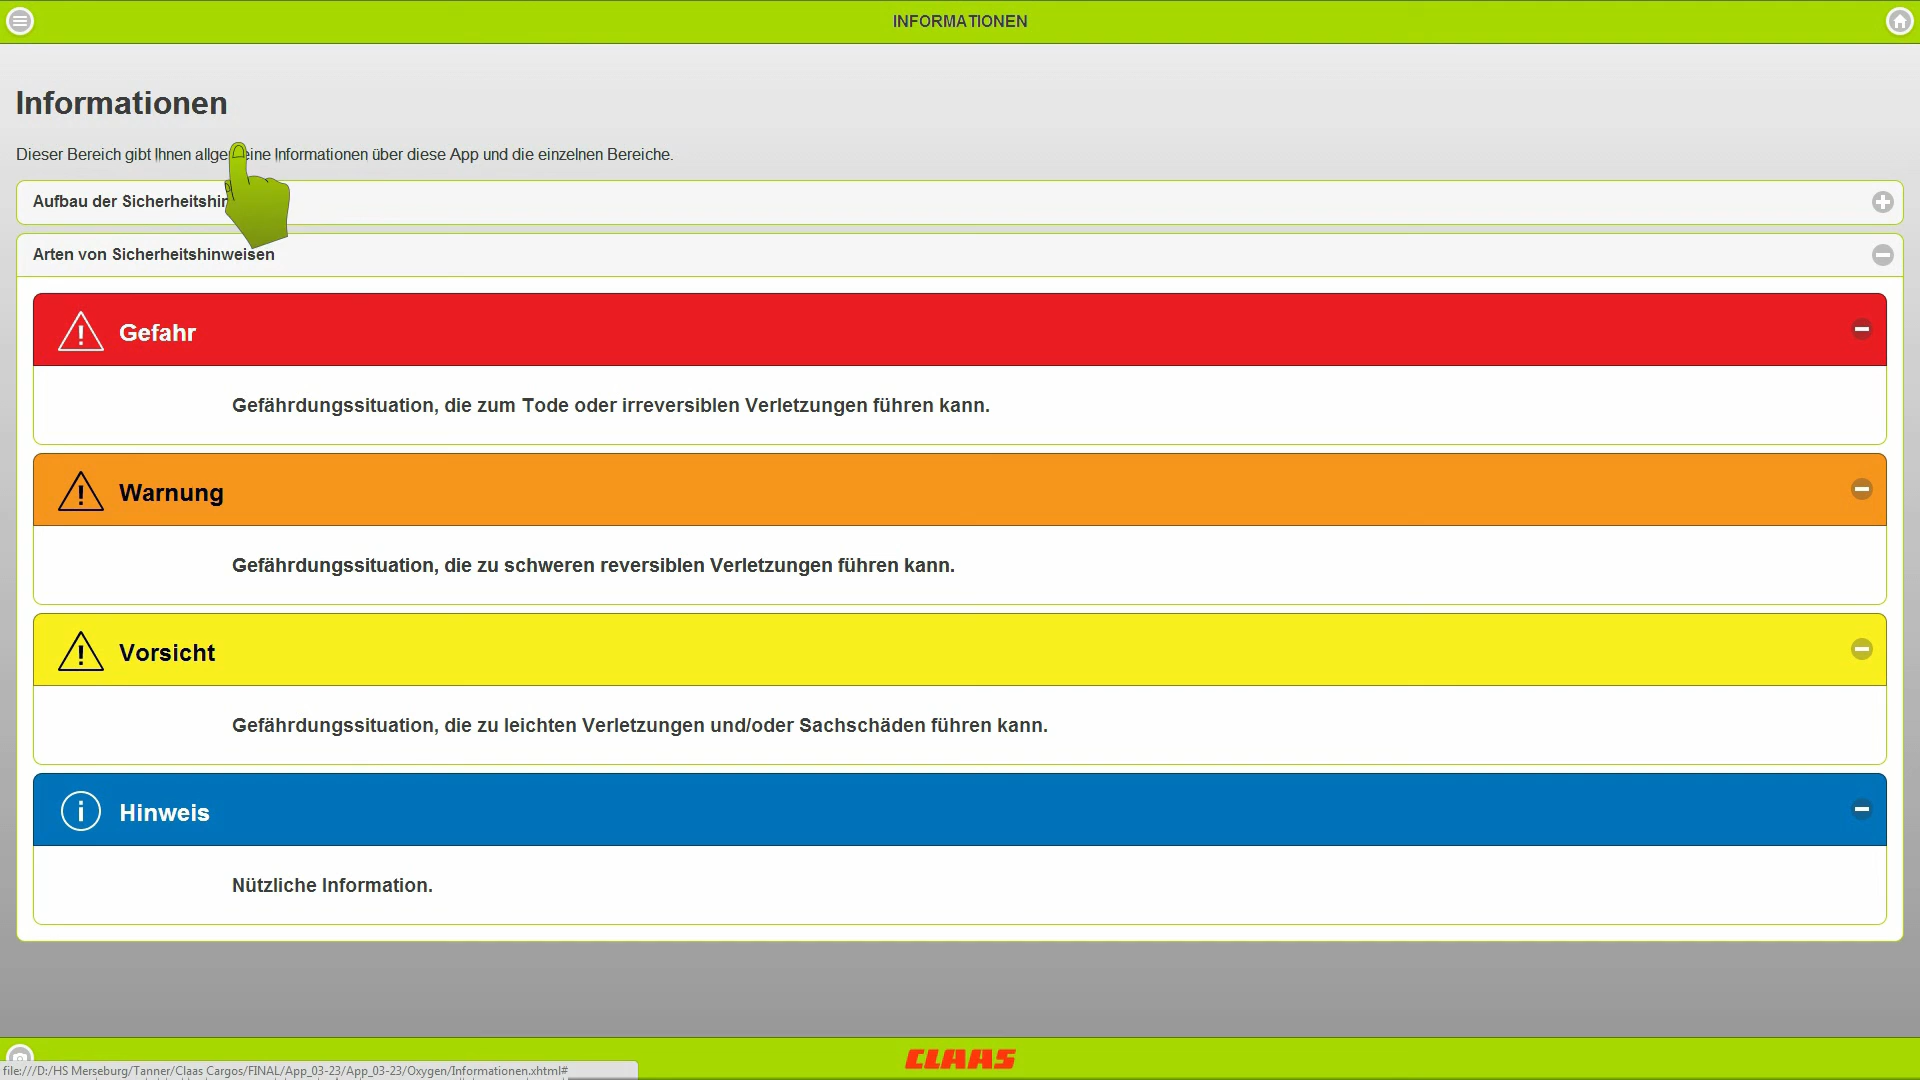 INFORMATIONEN
Informationen
Dieser Bereich gibt Ihnen allge eine Informationen über diese App und die einzelnen Bereiche.
Aufbau der Sicherheitshin
Arten von Sicherheitshinweisen
Gefahr
Gefährdungssituation, die zum Tode oder irreversiblen Verletzungen führen kann.
Warnung
Gefährdungssituation, die zu schweren reversiblen Verletzungen führen kann.
Vorsicht
Gefährdungssituation, die zu leichten Verletzungen und/oder Sachschäden führen kann.
Hinweis
Nützliche Information.
CLAAS
file:///D:/HS Merseburg/Tanner/Claas Cargos/FINAL/App_03-23/App_03-23/Oxygen/Informationen.xhtml#